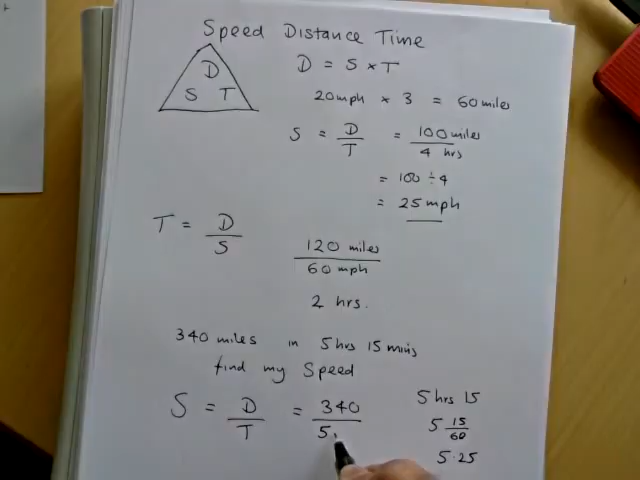 Speed Distance Time
D
S T
D = S × T
20mph × 3 = 60 miles
S = D/T = 100 miles/4 hrs
= 100 ÷ 4
= 25 mph
T = D/S
120 miles/60 mph
2 hrs.
340 miles in 5 hrs 15 mins
find my Speed
S = D/T = 340/5.
5 hrs 15
5 15/60
5.25